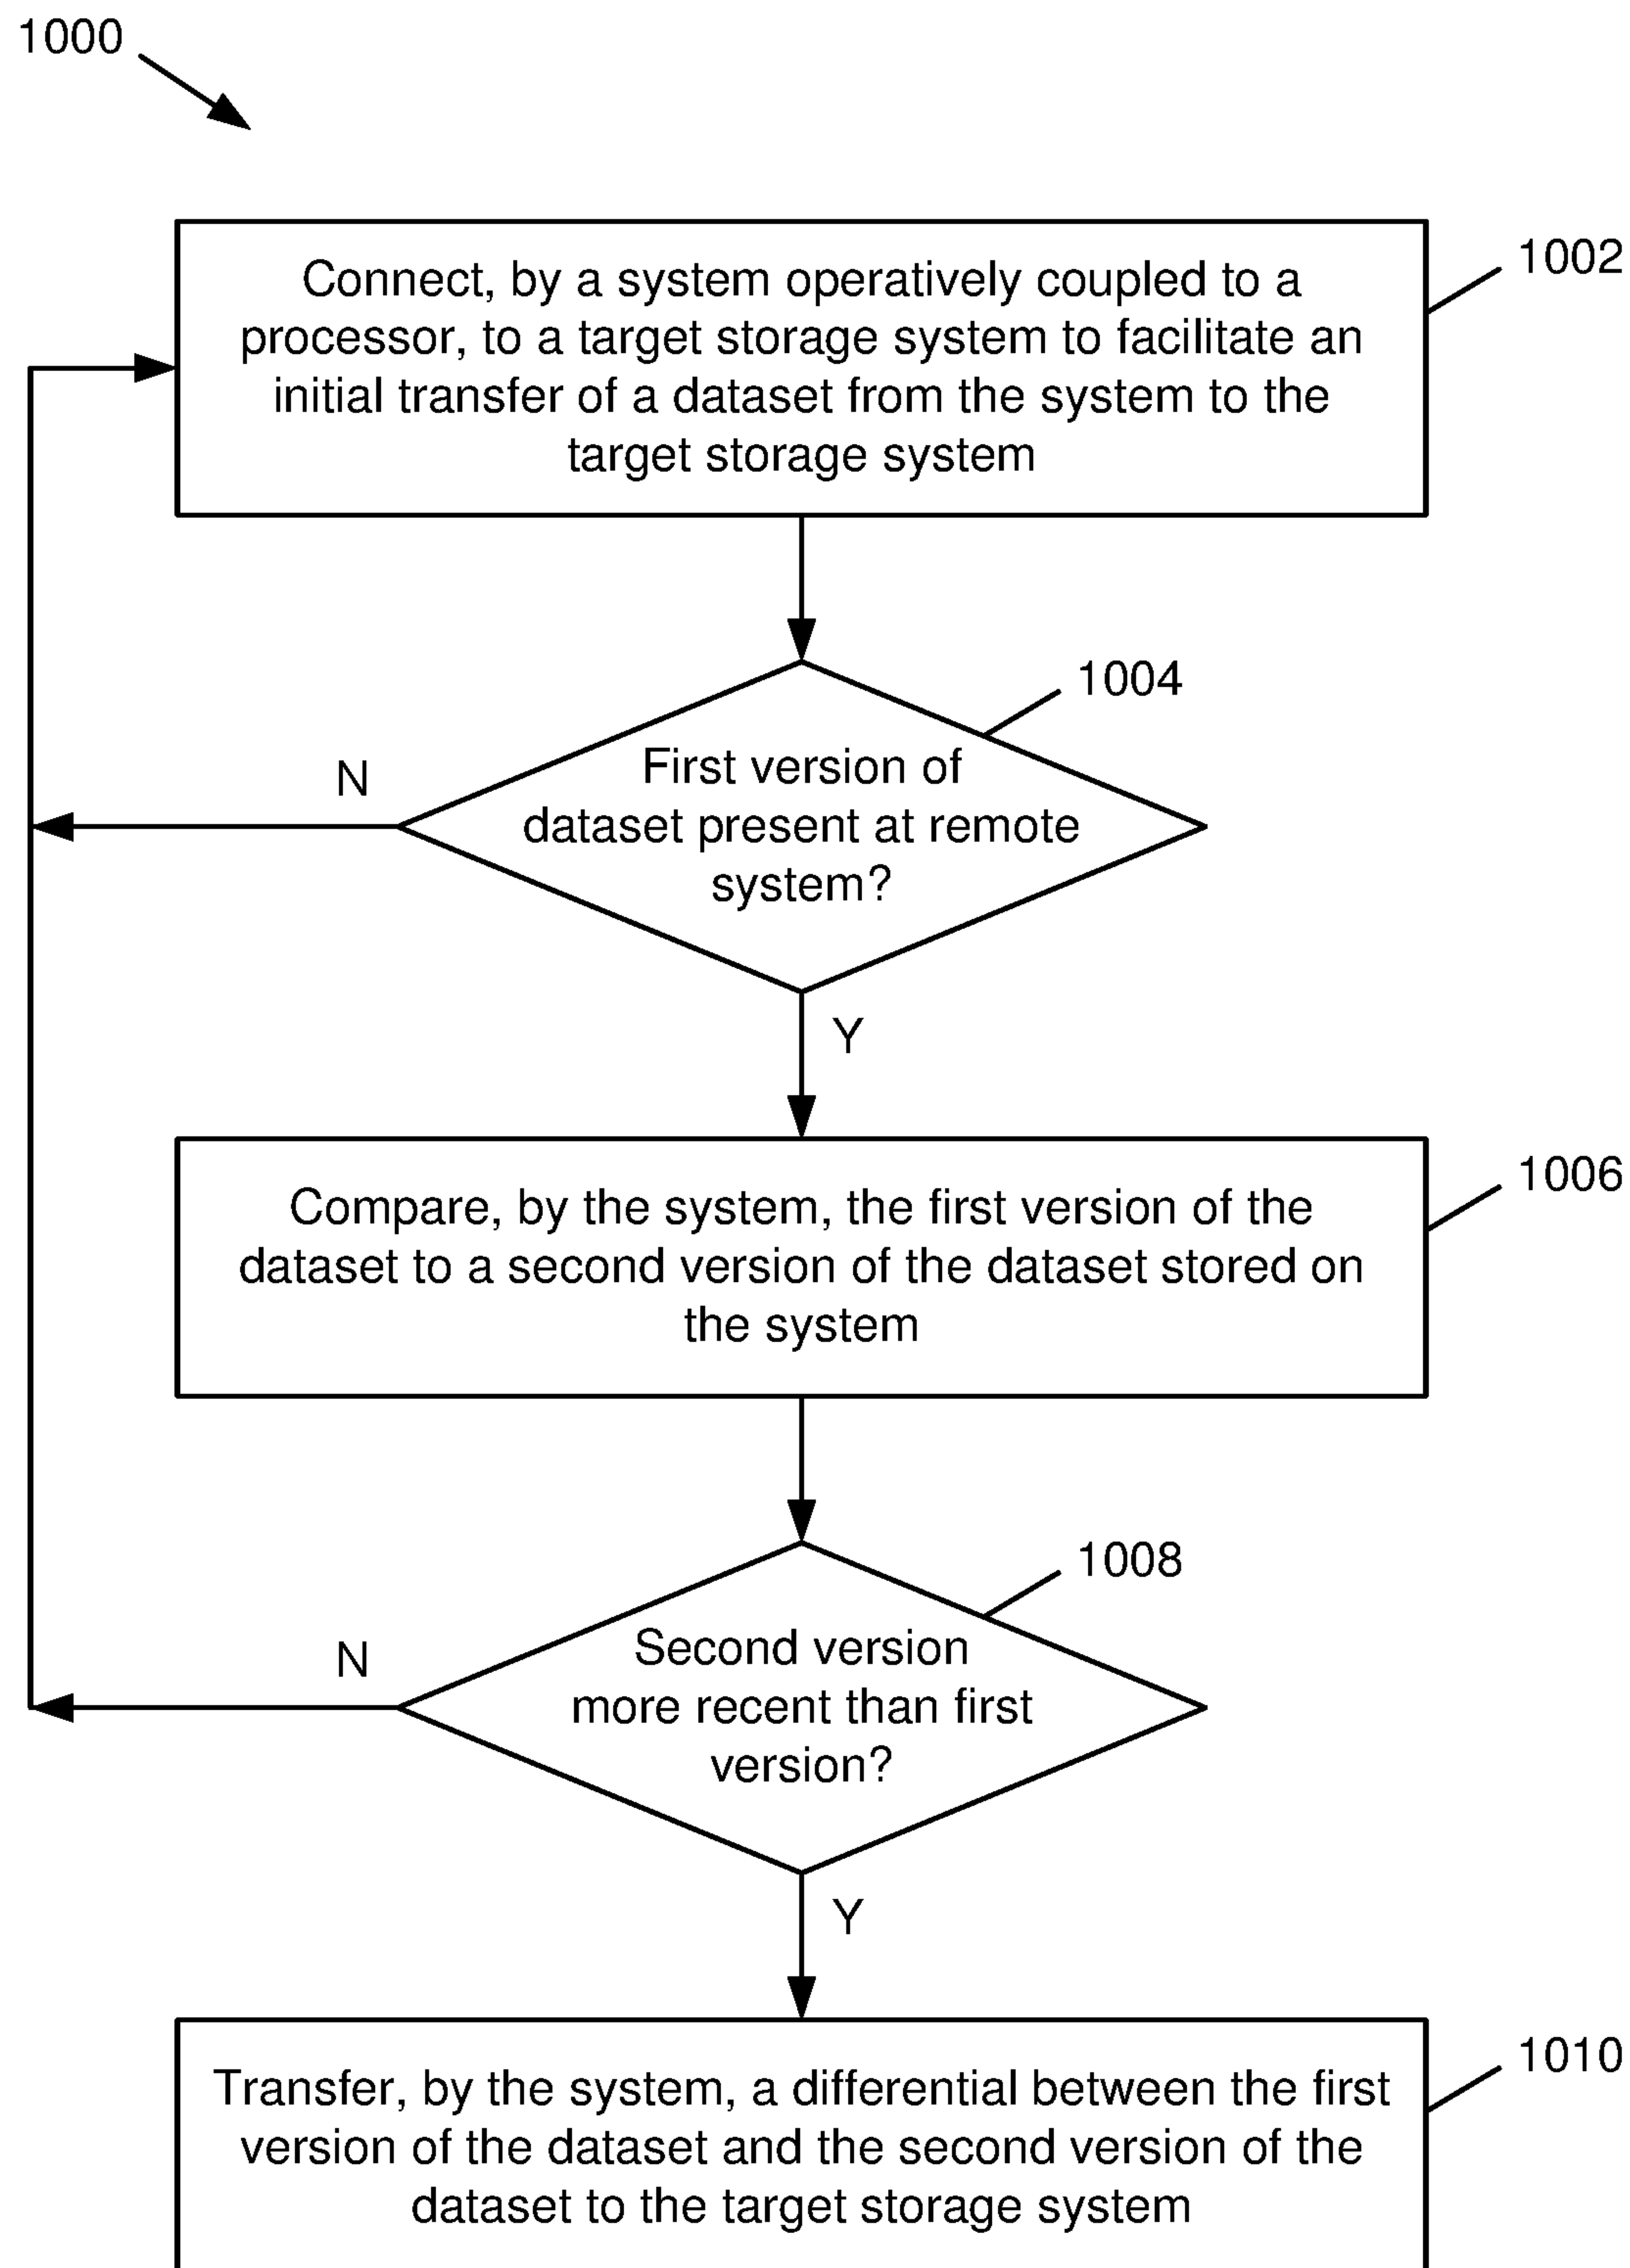 1000
Connect, by a system operatively coupled to a
processor, to a target storage system to facilitate an
initial transfer of a dataset from the system to the
target storage system
1002
First version of
dataset present at remote
system?
1004
N
Y
Compare, by the system, the first version of the
dataset to a second version of the dataset stored on
the system
1006
Second version
more recent than first
version?
1008
N
Y
Transfer, by the system, a differential between the first
version of the dataset and the second version of the
dataset to the target storage system
1010